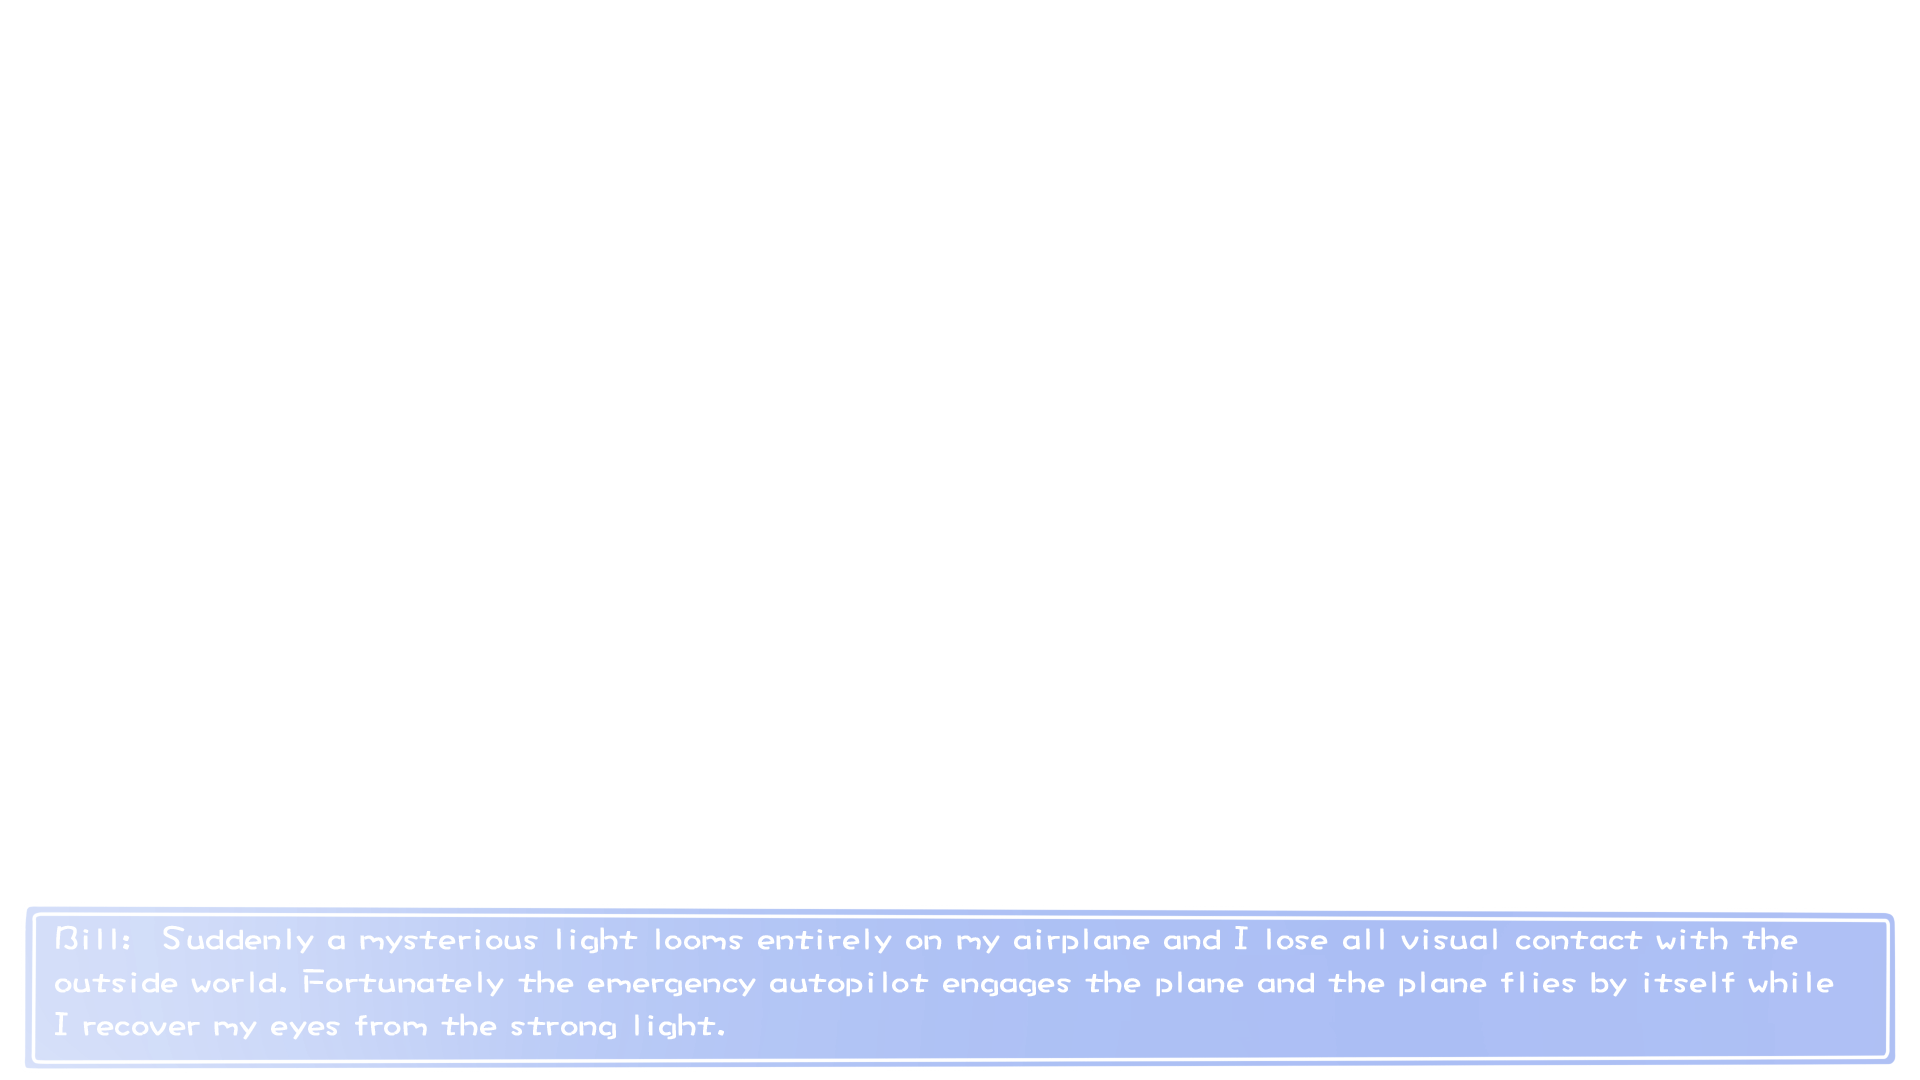 Bill: Suddenly a mysterious light looms entirely on my airplane and I lose all visual contact with the
outside world. Fortunately the emergency autopilot engages the plane and the plane flies by itself while
I recover my eyes from the strong light.